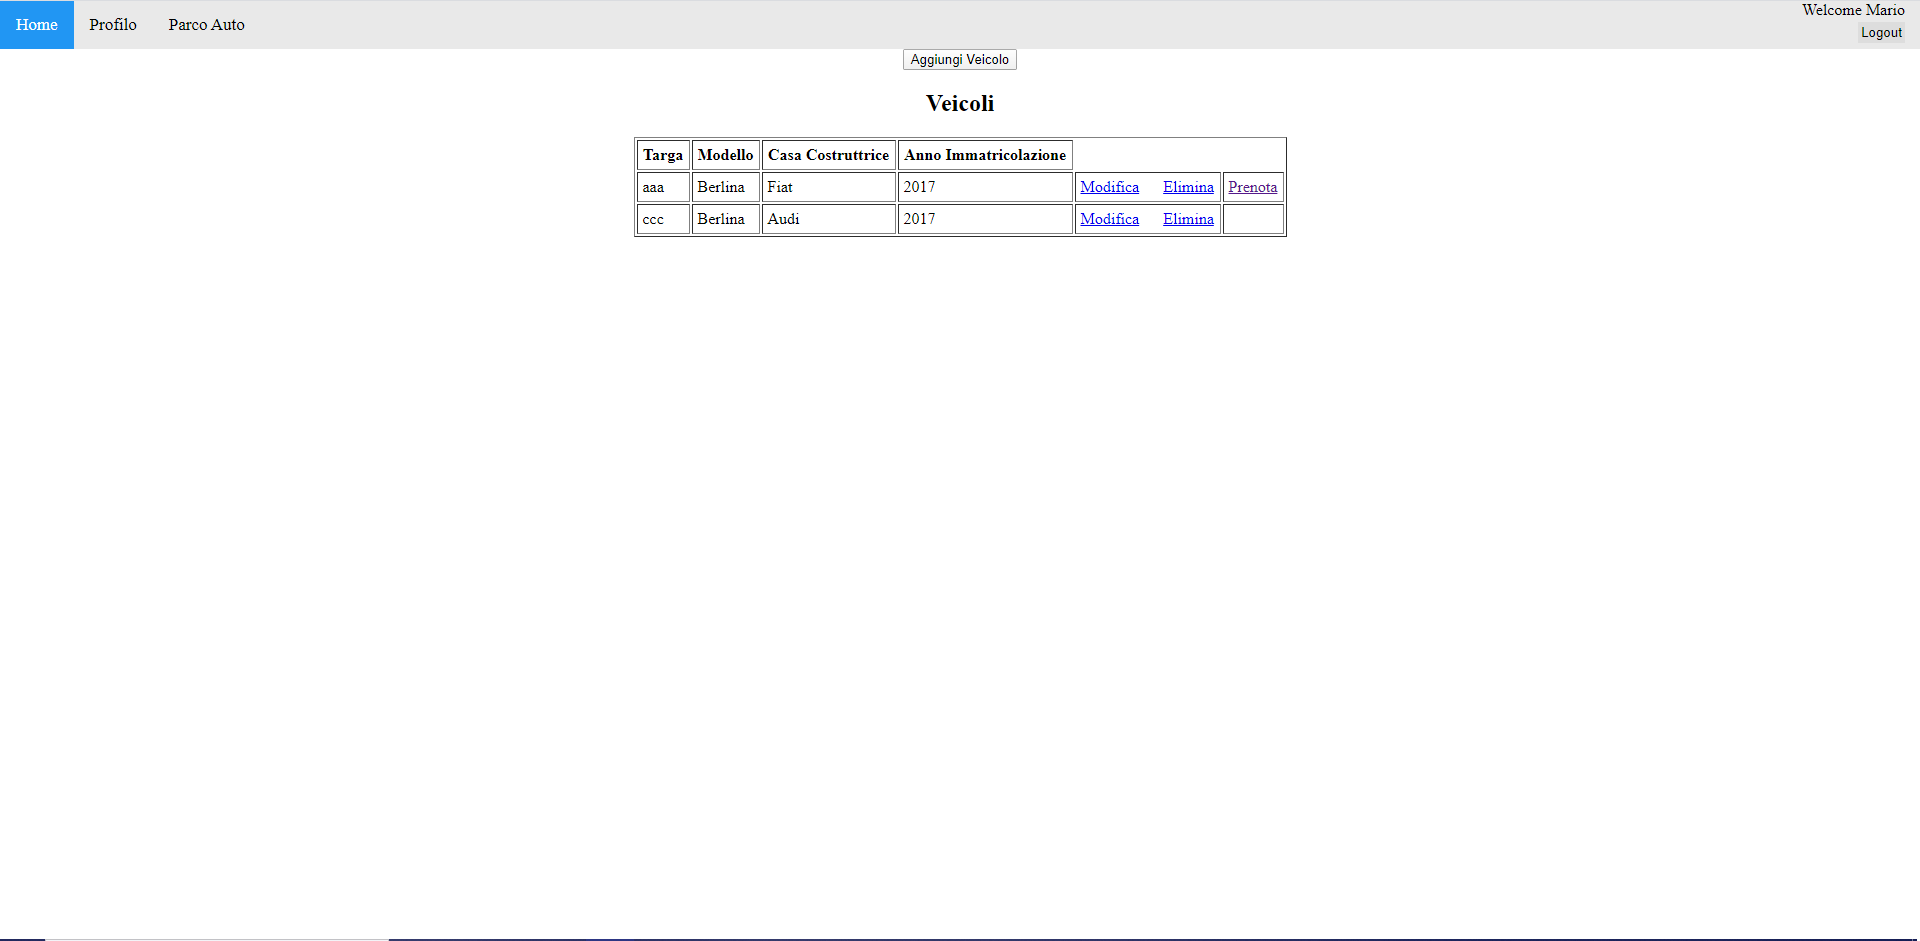 Home Profilo Parco Auto Welcome Mario
Logout
Aggiungi Veicolo
Veicoli
Targa Modello Casa Costruttrice Anno Immatricolazione
aaa Berlina Fiat 2017 Modifica Elimina Prenota
ccc Berlina Audi 2017 Modifica Elimina